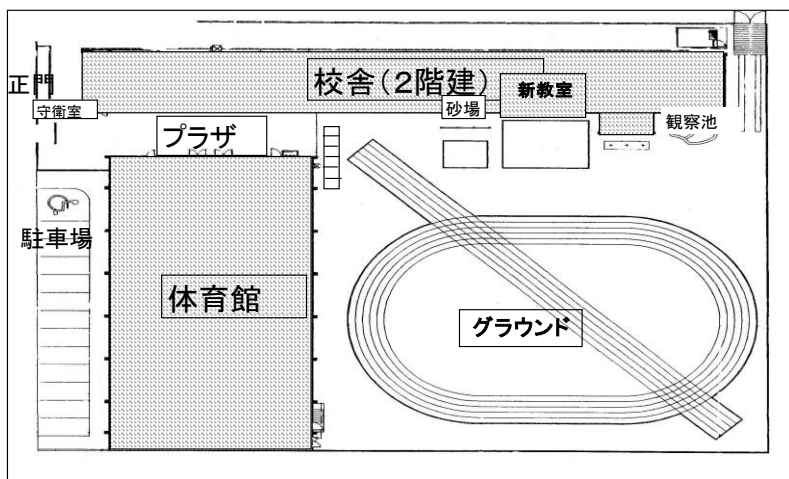 校舎（２階建）
正門
新教室
砂場
守衛室
観察池
プラザ
駐車場
体育館
グラウンド